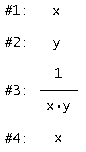 #1: x
#2: y
#3: 1/(x·y)
#4: x